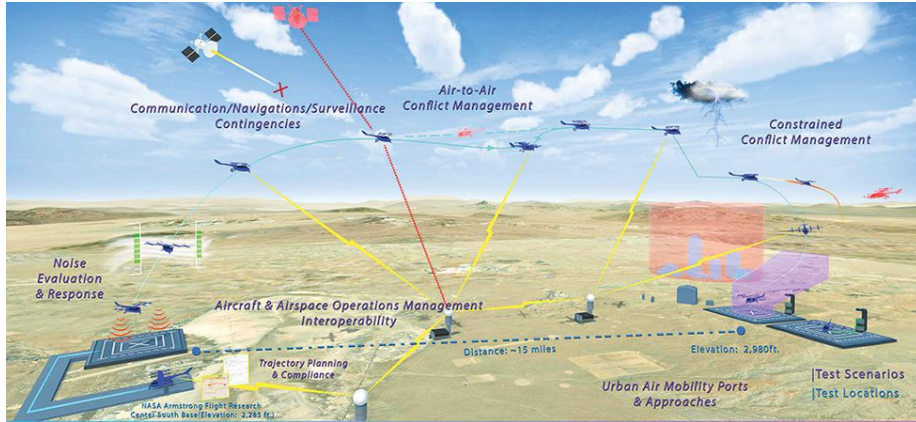 Communication/Navigations/Surveillance
Contingencies
Air-to-Air
Conflict Management
Constrained
Conflict Management
Noise
Evaluation
& Response
Aircraft & Airspace Operations Management
Interoperability
Trajectory Planning
& Compliance
Distance: ~15 miles
Elevation: 2,980ft.
Urban Air Mobility Ports
& Approaches
|Test Scenarios
|Test Locations
NASA Armstrong Flight Research
Center South Base(Elevation: 2,285 ft.)